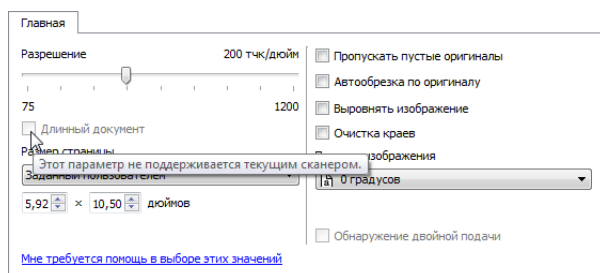 Главная
Разрешение 200 тчк/дюйм
75 1200
Длинный документ
Размер страницы
Этот параметр не поддерживается текущим сканером.
Заданный пользователем
5,92 × 10,50 дюймов
Мне требуется помощь в выборе этих значений
Пропускать пустые оригиналы
Автообрезка по оригиналу
Выровнять изображение
Очистка краев
изображения
0 градусов
Обнаружение двойной подачи